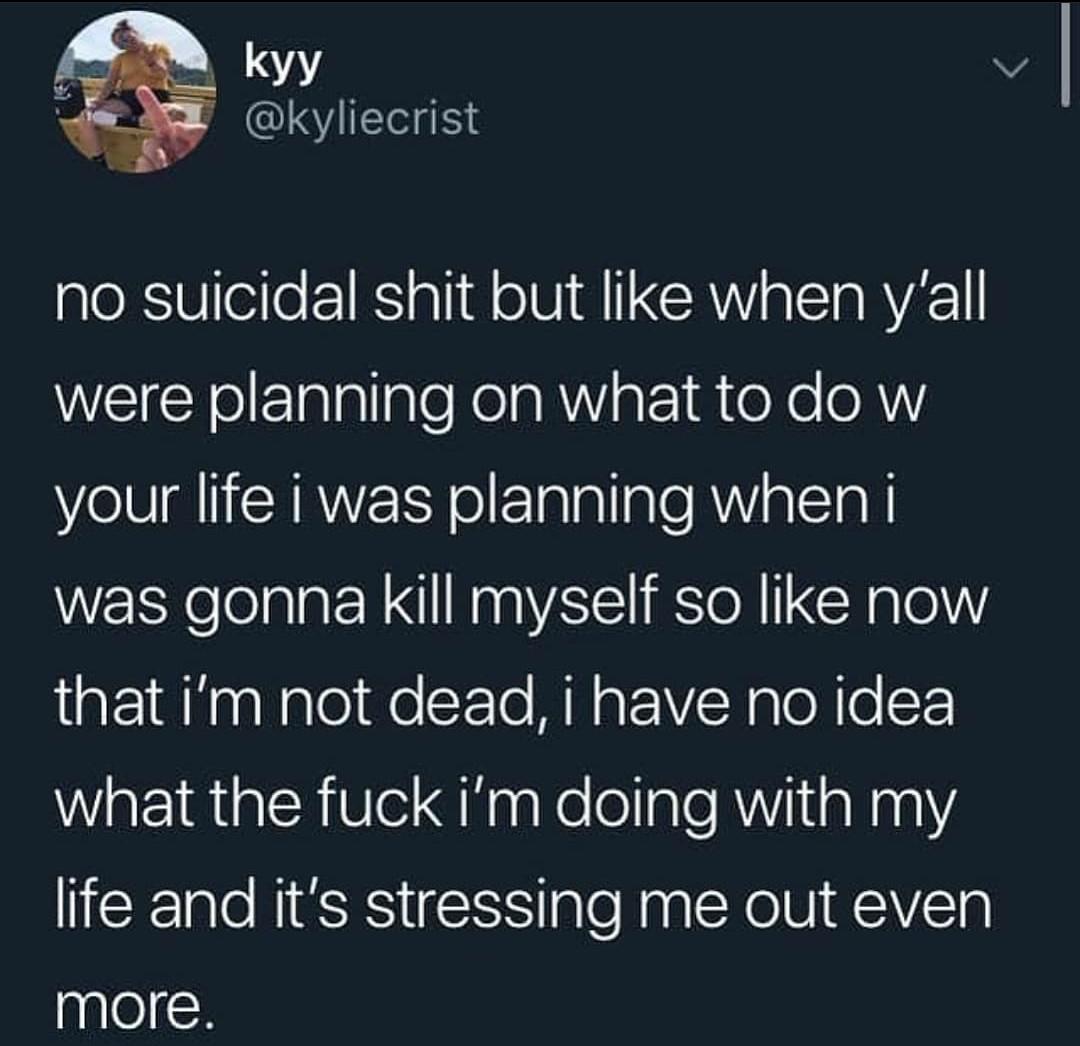 kyy
@kyliecrist
no suicidal shit but like when y'all
were planning on what to do w
your life i was planning when i
was gonna kill myself so like now
that i'm not dead, i have no idea
what the fuck i'm doing with my
life and it's stressing me out even
more.